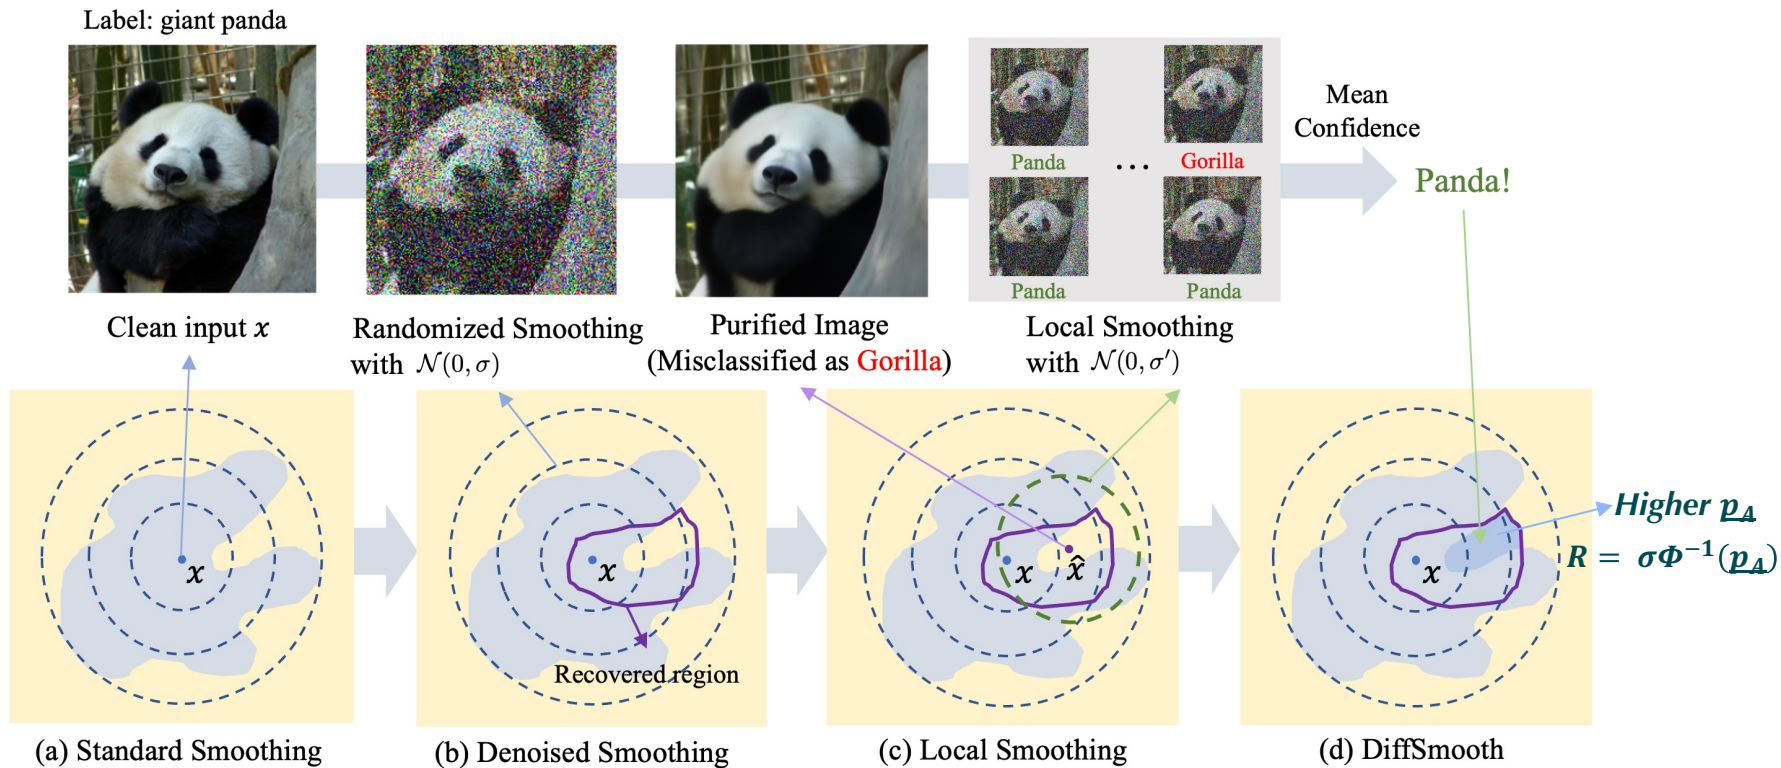 Label: giant panda
Panda
...
Gorilla
Panda
Panda
Mean
Confidence
Panda!
Clean input x
Randomized Smoothing
with 𝒩(0, σ)
Purified Image
(Misclassified as Gorilla)
Local Smoothing
with 𝒩(0, σ′)
x
x
Recovered region
x
x̂
x
Higher p_A
R = σΦ⁻¹(p_A)
(a) Standard Smoothing
(b) Denoised Smoothing
(c) Local Smoothing
(d) DiffSmooth